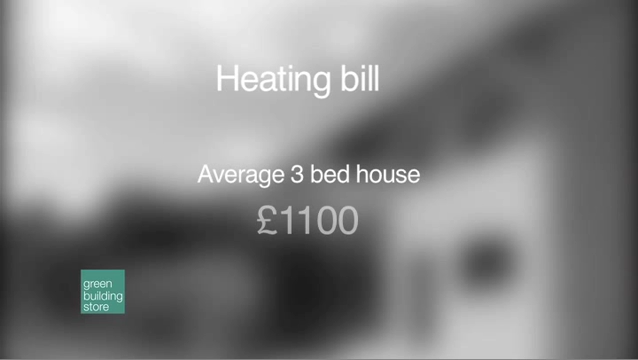 Heating bill
Average 3 bed house
£1100
green
building
store